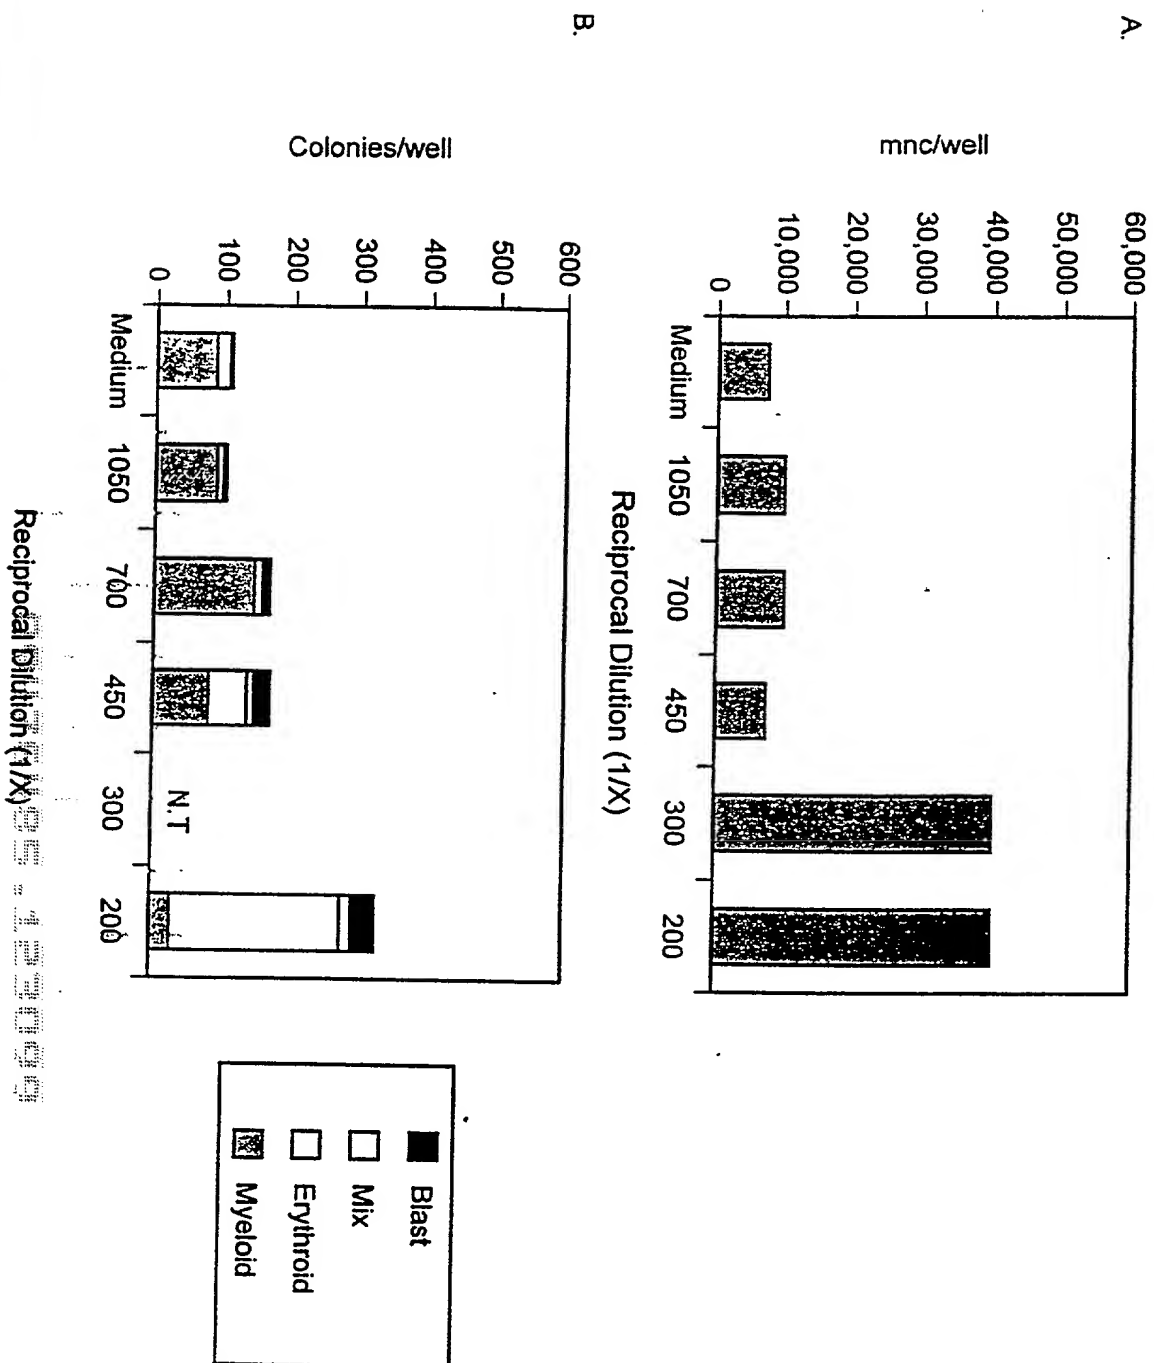 A.
mnc/well
60,000
50,000
40,000
30,000
20,000
10,000
0
Medium 1050 700 450 300 200
Reciprocal Dilution (1/X)
B.
Colonies/well
600
500
400
300
300
200
100
0
N.T
Medium 1050 700 450 300 200
Reciprocal Dilution (1/X)
Blast
Mix
Erythroid
Myeloid